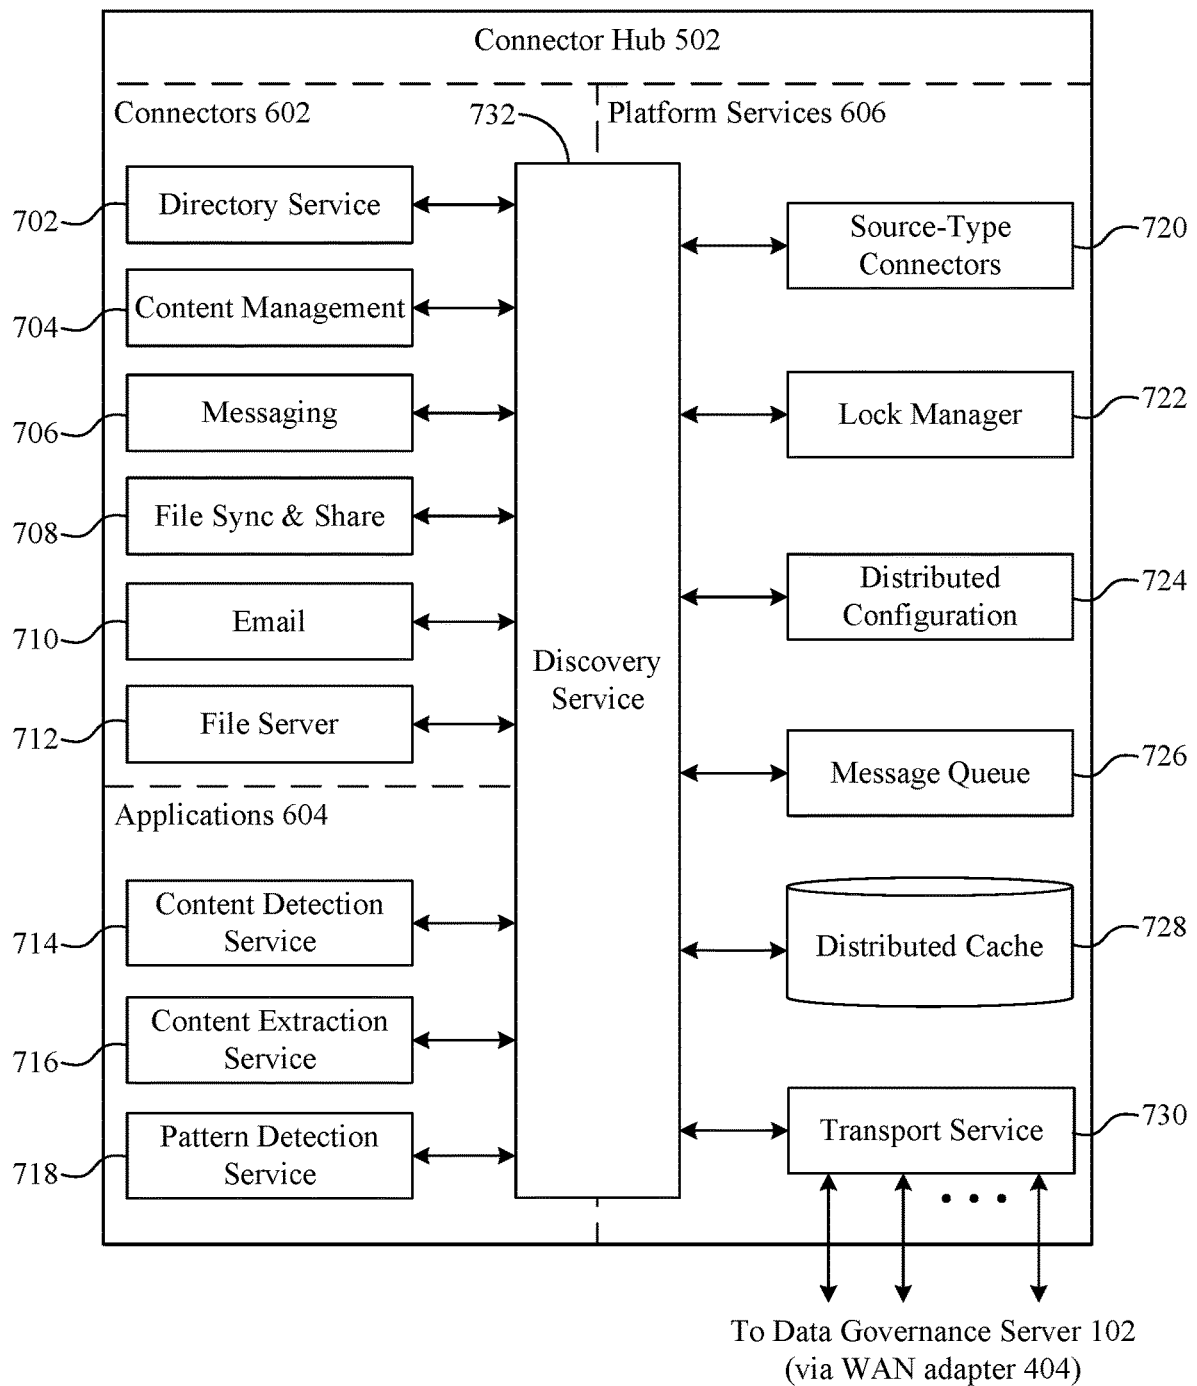 Connector Hub 502
Connectors 602
732
Platform Services 606
702
Directory Service
704
Content Management
706
Messaging
708
File Sync & Share
710
Email
712
File Server
Applications 604
714
Content Detection
Service
716
Content Extraction
Service
718
Pattern Detection
Service
Discovery
Service
Source-Type
Connectors
720
Lock Manager
722
Distributed
Configuration
724
Message Queue
726
Distributed Cache
728
Transport Service
730
To Data Governance Server 102
(via WAN adapter 404)